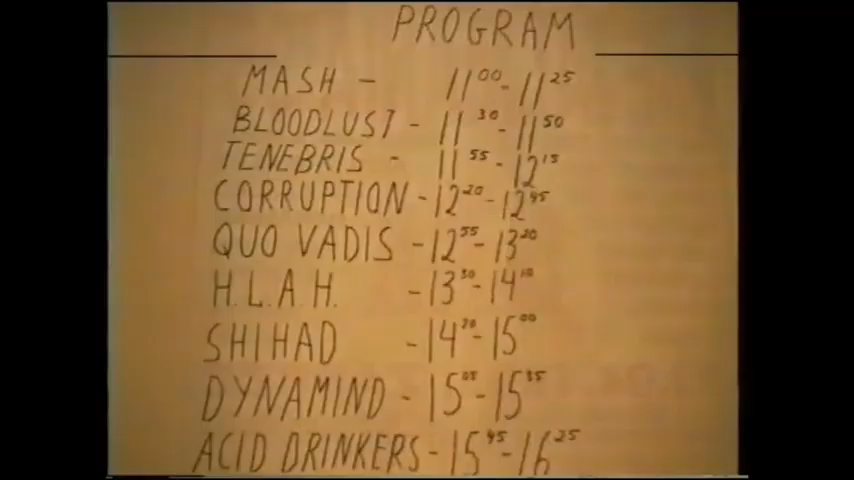 PROGRAM
MASH - 11⁰⁰-11²⁵
BLOODLUST - 11³⁰-11⁵⁰
TENEBRIS - 11⁵⁵-12¹⁵
CORRUPTION -12²⁰-12⁴⁵
QUO VADIS -12⁵⁵-13²⁰
H.L.A.H. -13³⁰-14¹⁰
SHIHAD -14²⁰-15⁰⁰
DYNAMIND -15⁰⁵-15³⁵
ACID DRINKERS-15⁴⁵-16²⁵